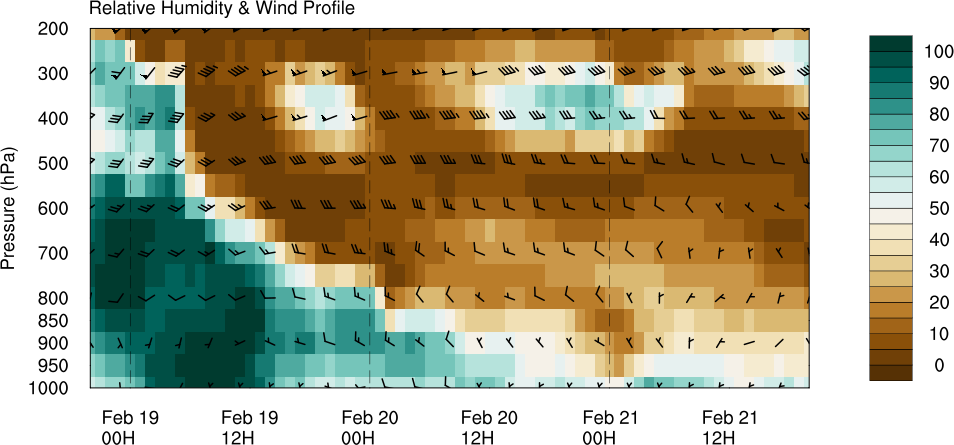 Relative Humidity & Wind Profile
Pressure (hPa)
200
300
400
500
600
700
800
850
900
950
1000
Feb 19 00H
Feb 19 12H
Feb 20 00H
Feb 20 12H
Feb 21 00H
Feb 21 12H
100
90
80
70
60
50
40
30
20
10
0